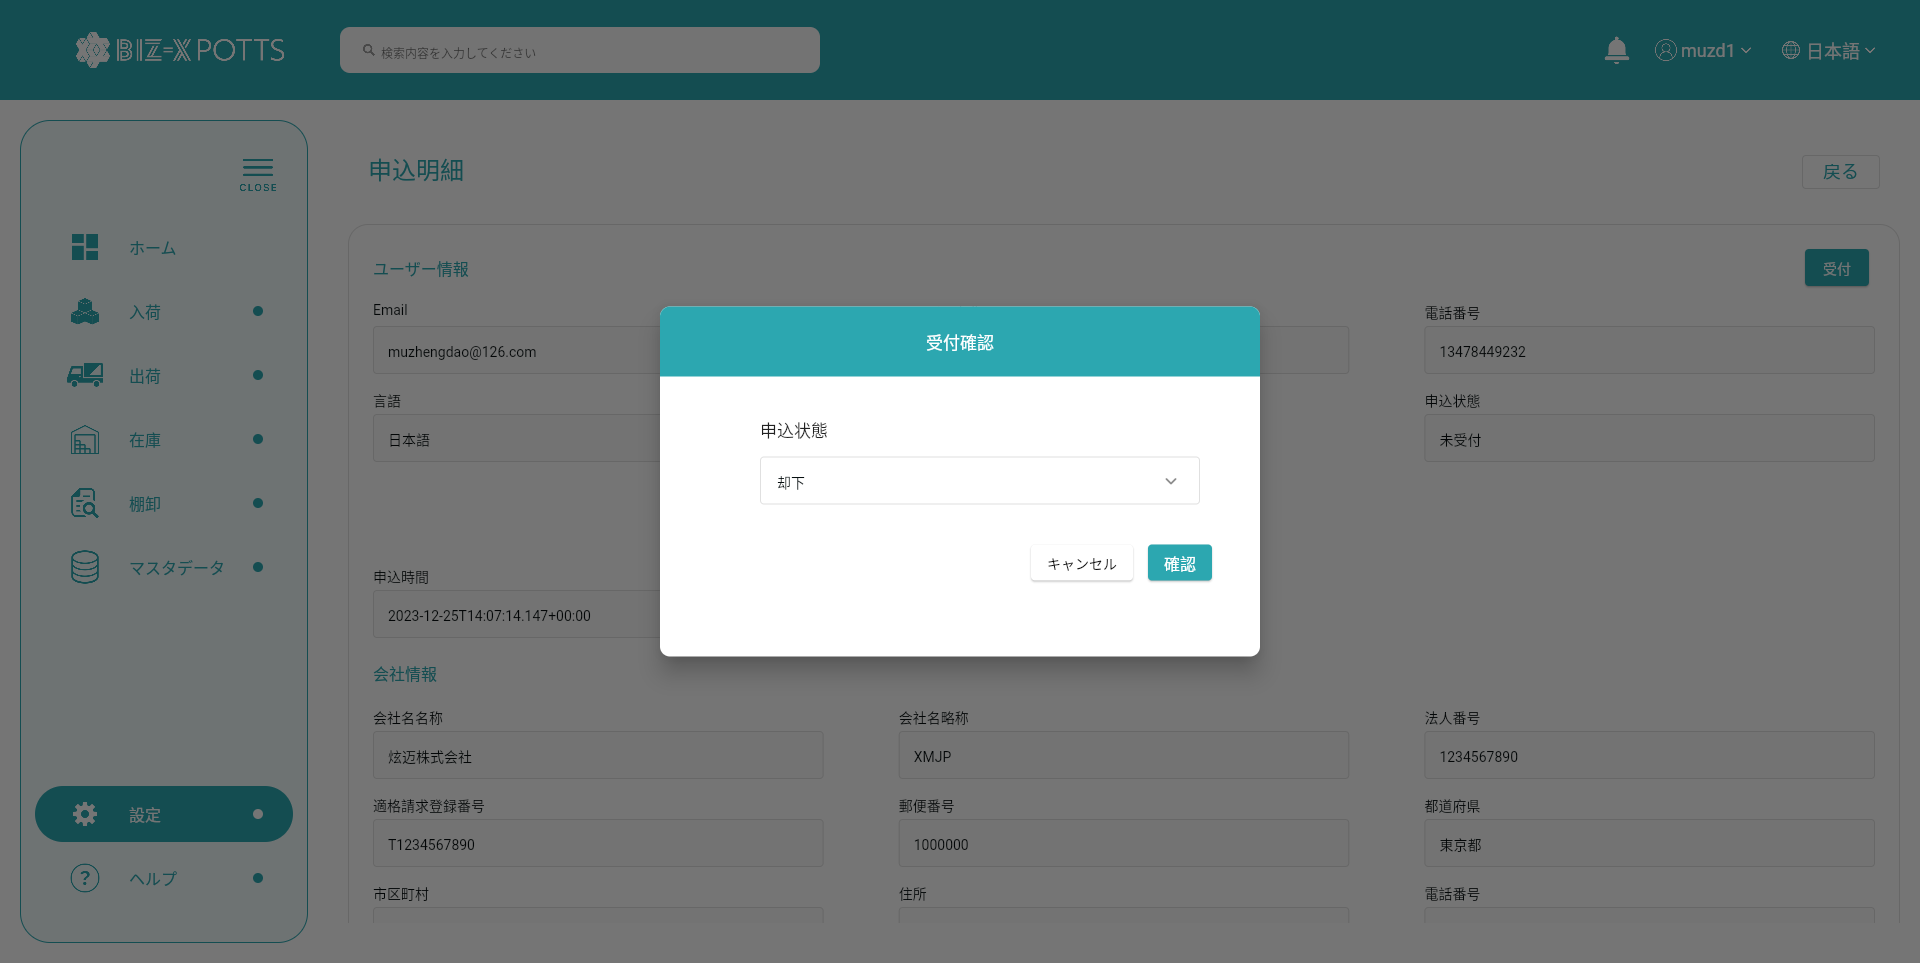 BIZ-X POTTS
検索内容を入力してください
muzd1
日本語
CLOSE
ホーム
入荷
出荷
在庫
棚卸
マスタデータ
設定
ヘルプ
申込明細
戻る
ユーザー情報
受付
Email
電話番号
muzhengdao@126.com
13478449232
言語
申込状態
日本語
未受付
受付確認
申込状態
却下
キャンセル
確認
申込時間
2023-12-25T14:07:14.147+00:00
会社情報
会社名名称
会社名略称
法人番号
炫迈株式会社
XMJP
1234567890
適格請求登録番号
郵便番号
都道府県
T1234567890
1000000
東京都
市区町村
住所
電話番号